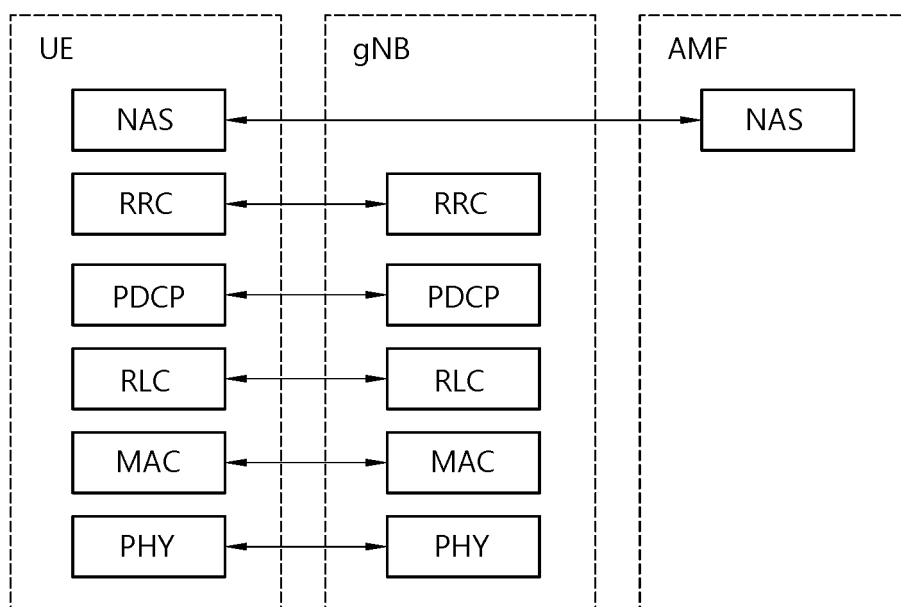 UE gNB AMF
NAS NAS
RRC RRC
PDCP PDCP
RLC RLC
MAC MAC
PHY PHY